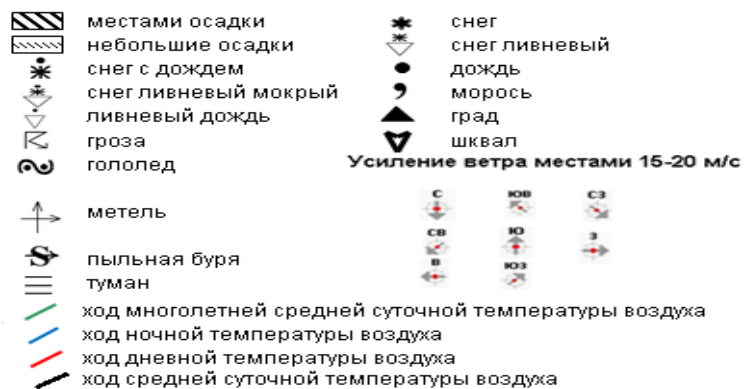 местами осадки
небольшие осадки
снег с дождем
снег ливневый мокрый
ливневый дождь
гроза
гололед
метель
пыльная буря
туман
снег
снег ливневый
дождь
морось
град
шквал
Усиление ветра местами 15-20 м/с
С ЮВ СЗ
СВ Ю З
В ЮЗ
ход многолетней средней суточной температуры воздуха
ход ночной температуры воздуха
ход дневной температуры воздуха
ход средней суточной температуры воздуха